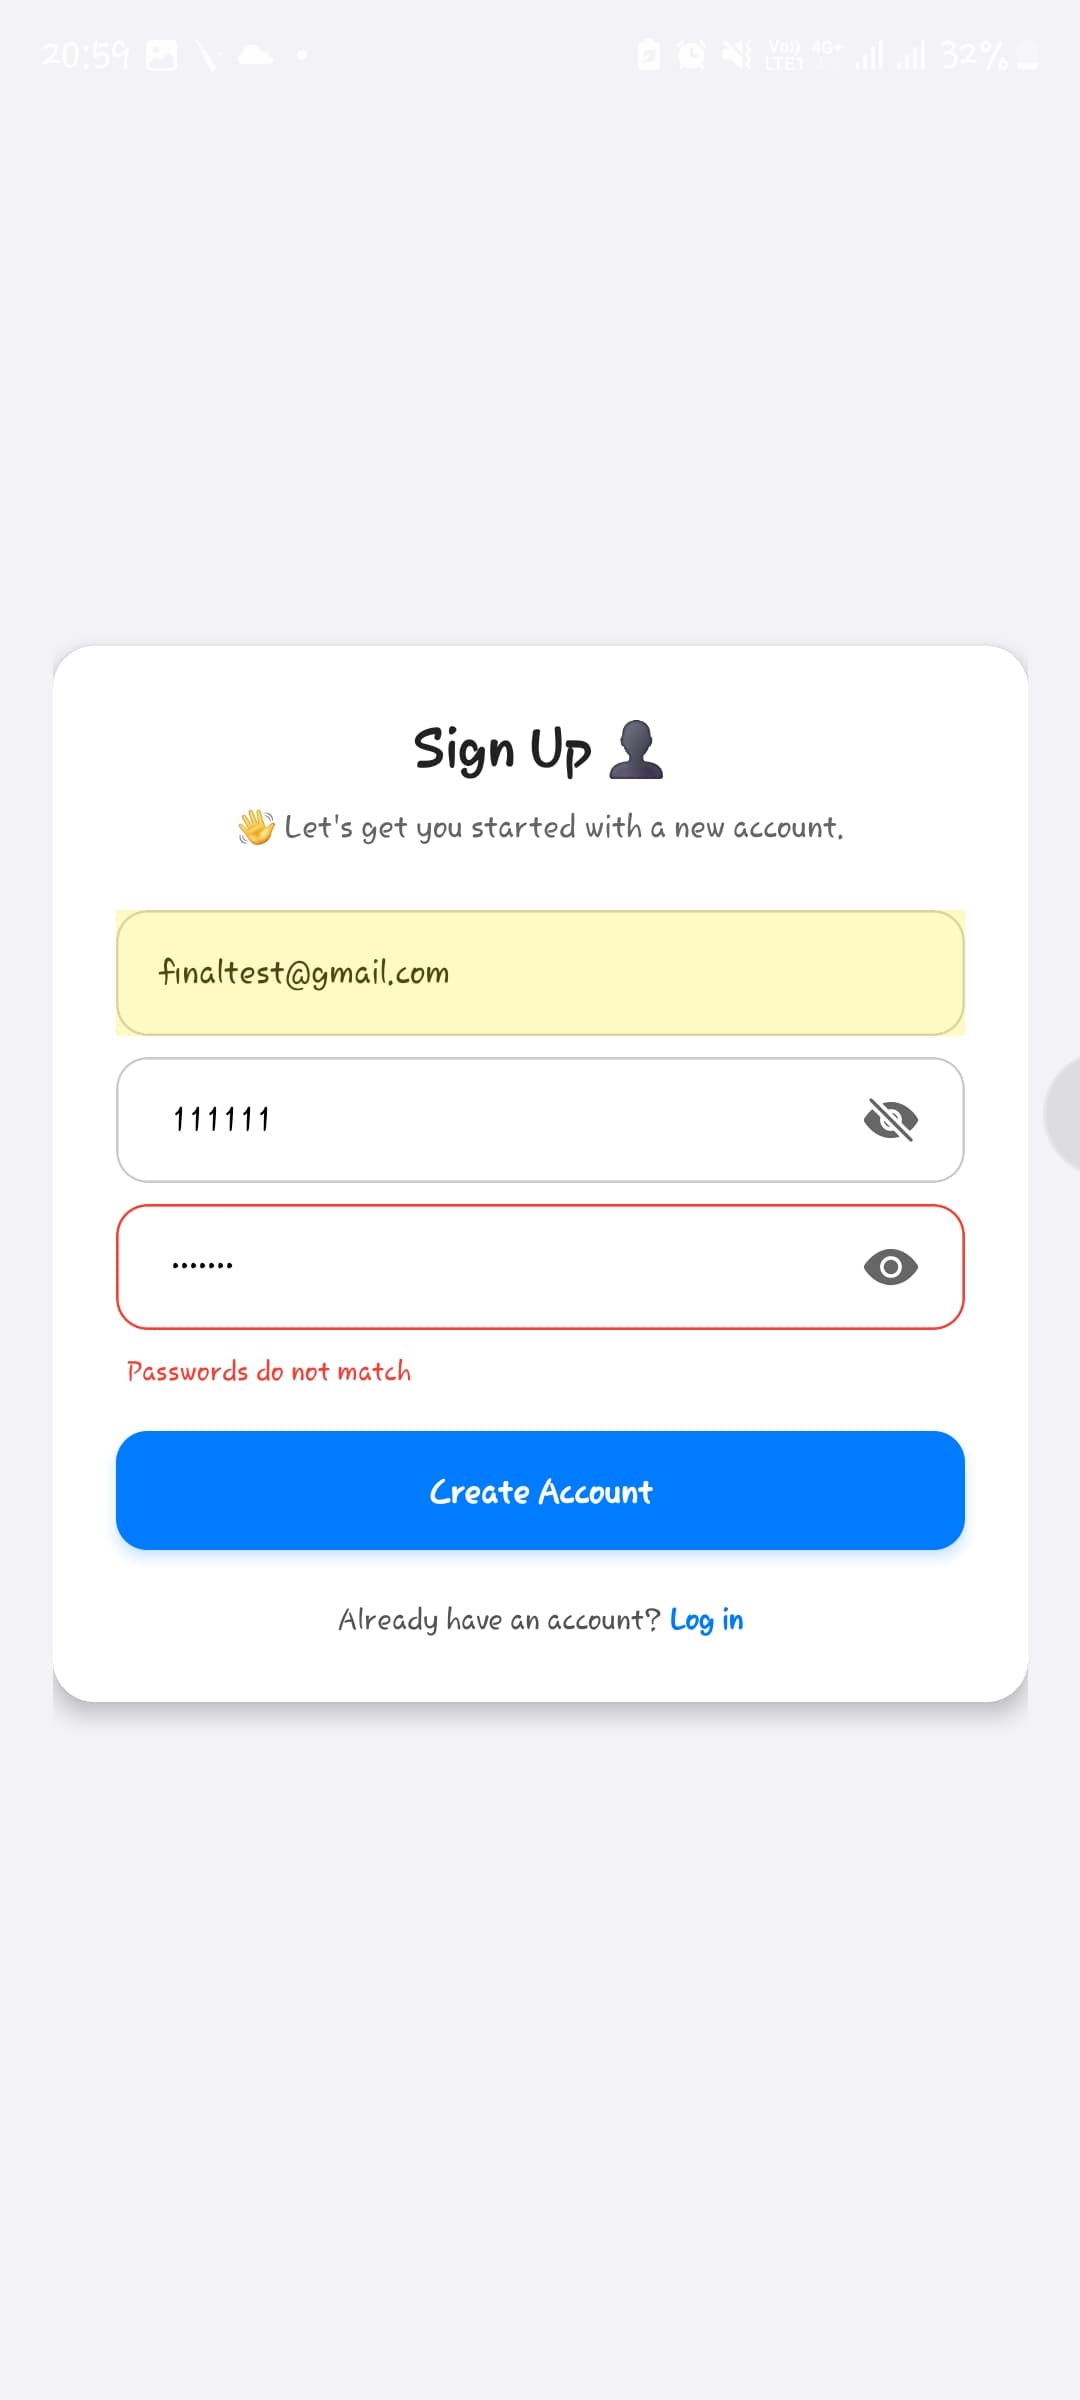 20:59
Vo)) 4G+ 32%
LTE1
Sign Up 👤
👋 Let's get you started with a new account.
finaltest@gmail.com
111111
•••••••
Passwords do not match
Create Account
Already have an account? Log in